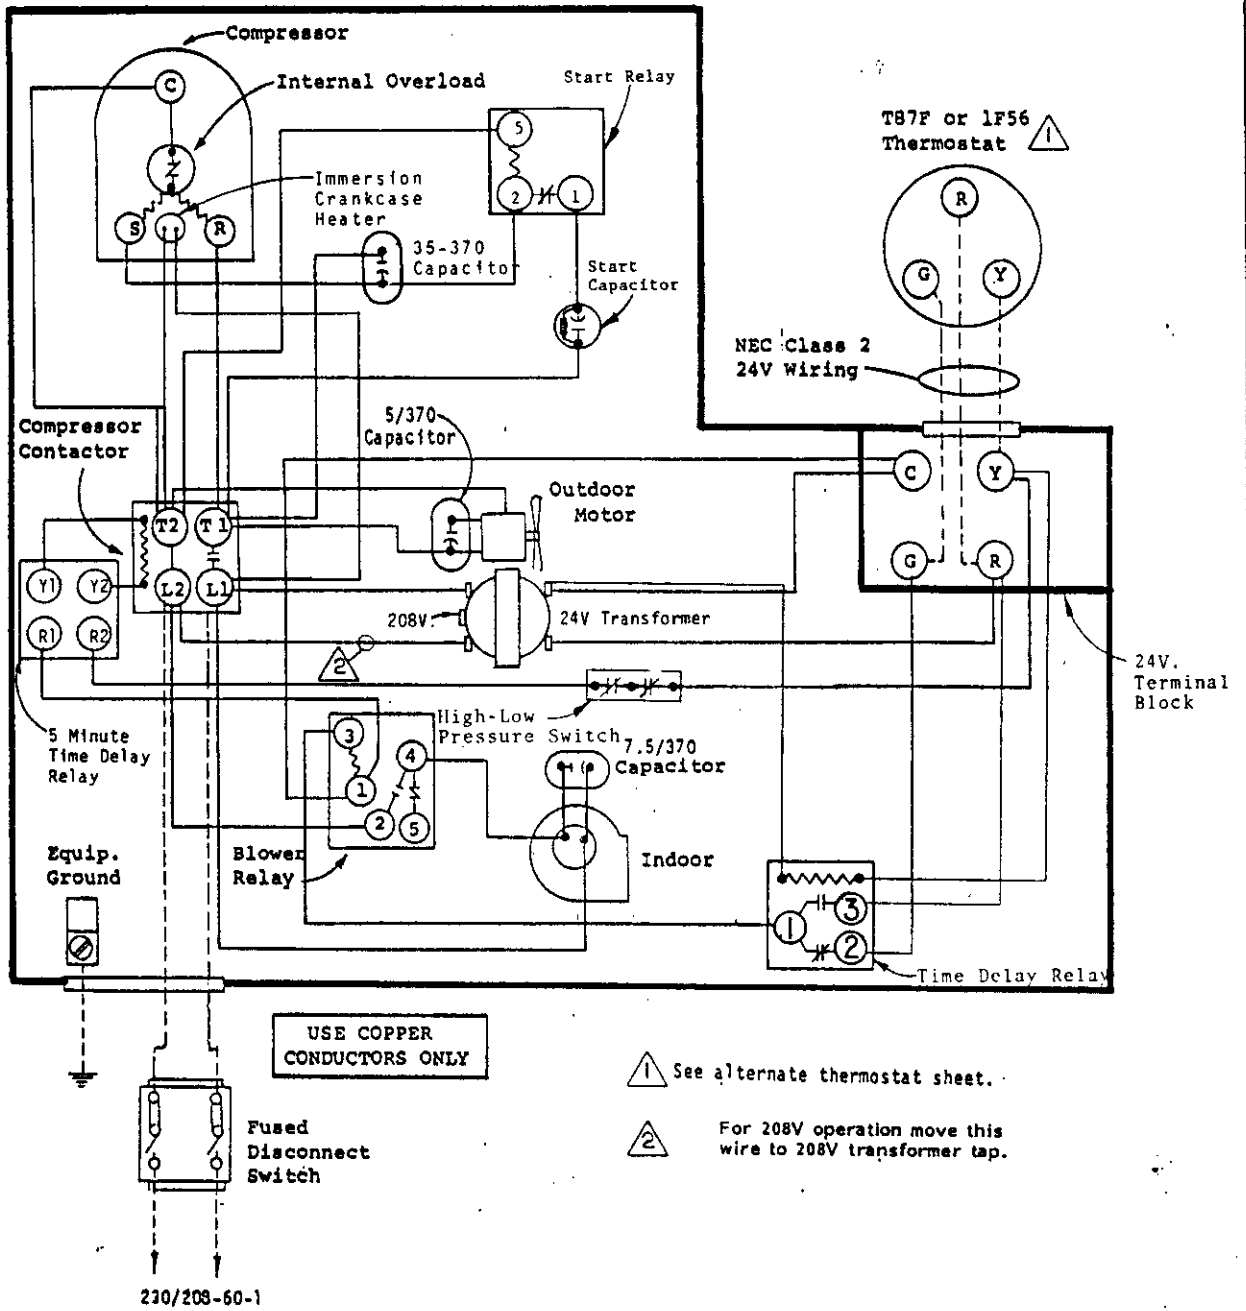 Compressor
C
Internal Overload
S
R
Immersion
Crankcase
Heater
Start Relay
5
2
1
35-370
Capacitor
Start
Capacitor
T87F or 1F56
Thermostat
1
R
G
Y
NEC Class 2
24V Wiring
Compressor
Contactor
5/370
Capacitor
Outdoor
Motor
T2
T1
L2
L1
Y1
Y2
R1
R2
208V.
24V Transformer
2
C
Y
G
R
24V.
Terminal
Block
5 Minute
Time Delay
Relay
High-Low
Pressure Switch
3
4
1
2
5
7.5/370
Capacitor
Blower
Relay
Indoor
Equip.
Ground
1
3
2
Time Delay Relay
USE COPPER
CONDUCTORS ONLY
1 See alternate thermostat sheet.
2 For 208V operation move this
wire to 208V transformer tap.
Fused
Disconnect
Switch
230/208-60-1